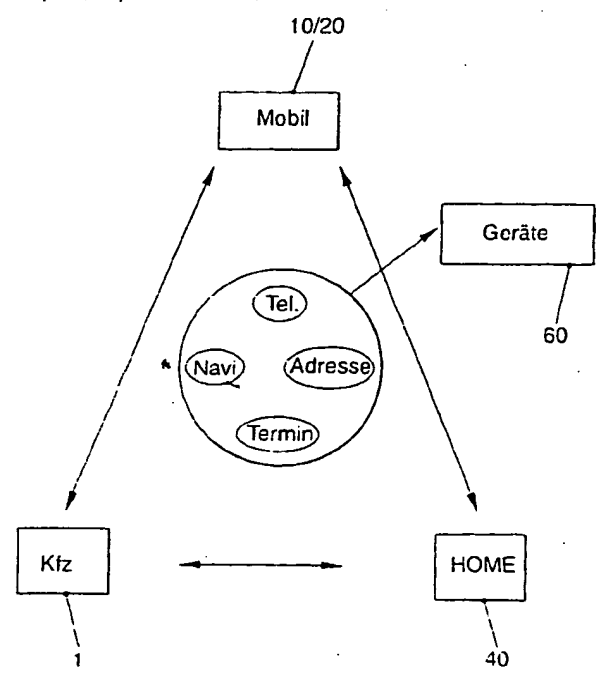 10/20
Mobil
Geräte
60
Tel.
Navi
Adresse
Termin
Kfz
HOME
1
40